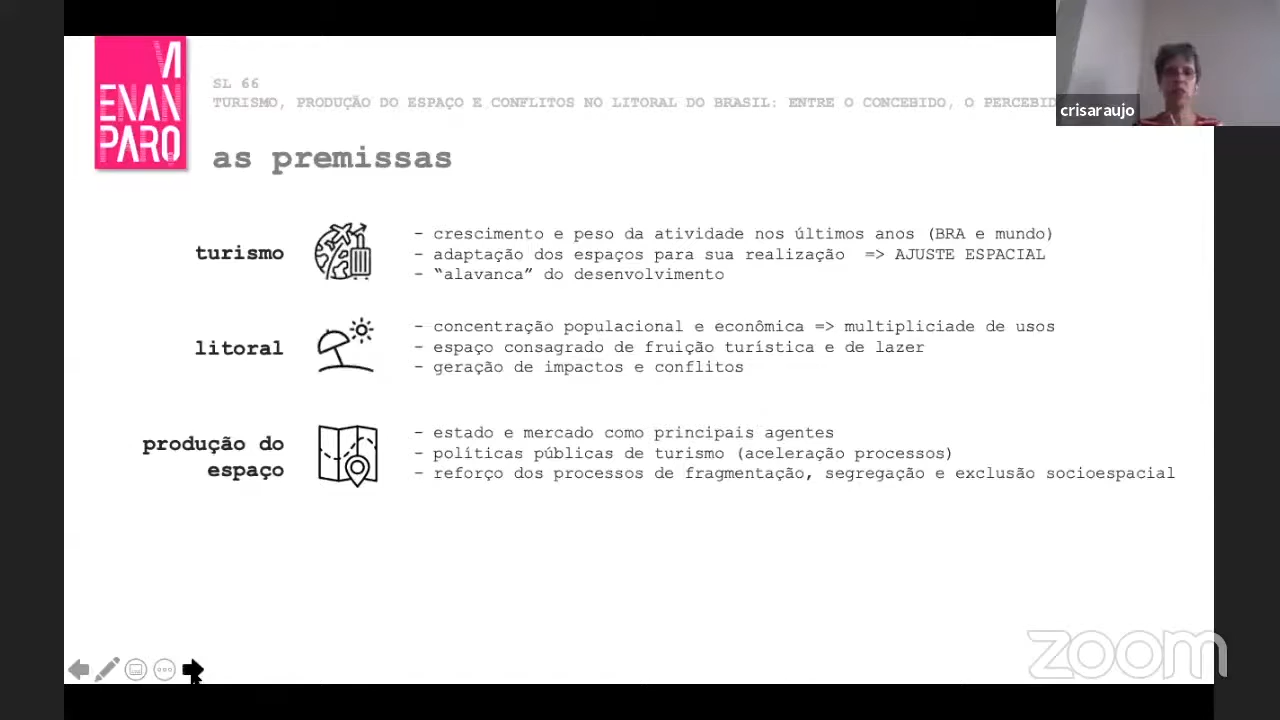 VI
ENAN
PARQ
SL 66
TURISMO, PRODUÇÃO DO ESPAÇO E CONFLITOS NO LITORAL DO BRASIL: ENTRE O CONCEBIDO, O
crisaraujo
as premissas
turismo
- crescimento e peso da atividade nos últimos anos (BRA e mundo)
- adaptação dos espaços para sua realização => AJUSTE ESPACIAL
- “alavanca” do desenvolvimento
litoral
- concentração populacional e econômica => multipliciade de usos
- espaço consagrado de fruição turística e de lazer
- geração de impactos e conflitos
produção do
espaço
- estado e mercado como principais agentes
- políticas públicas de turismo (aceleração processos)
- reforço dos processos de fragmentação, segregação e exclusão socioespacial
zoom